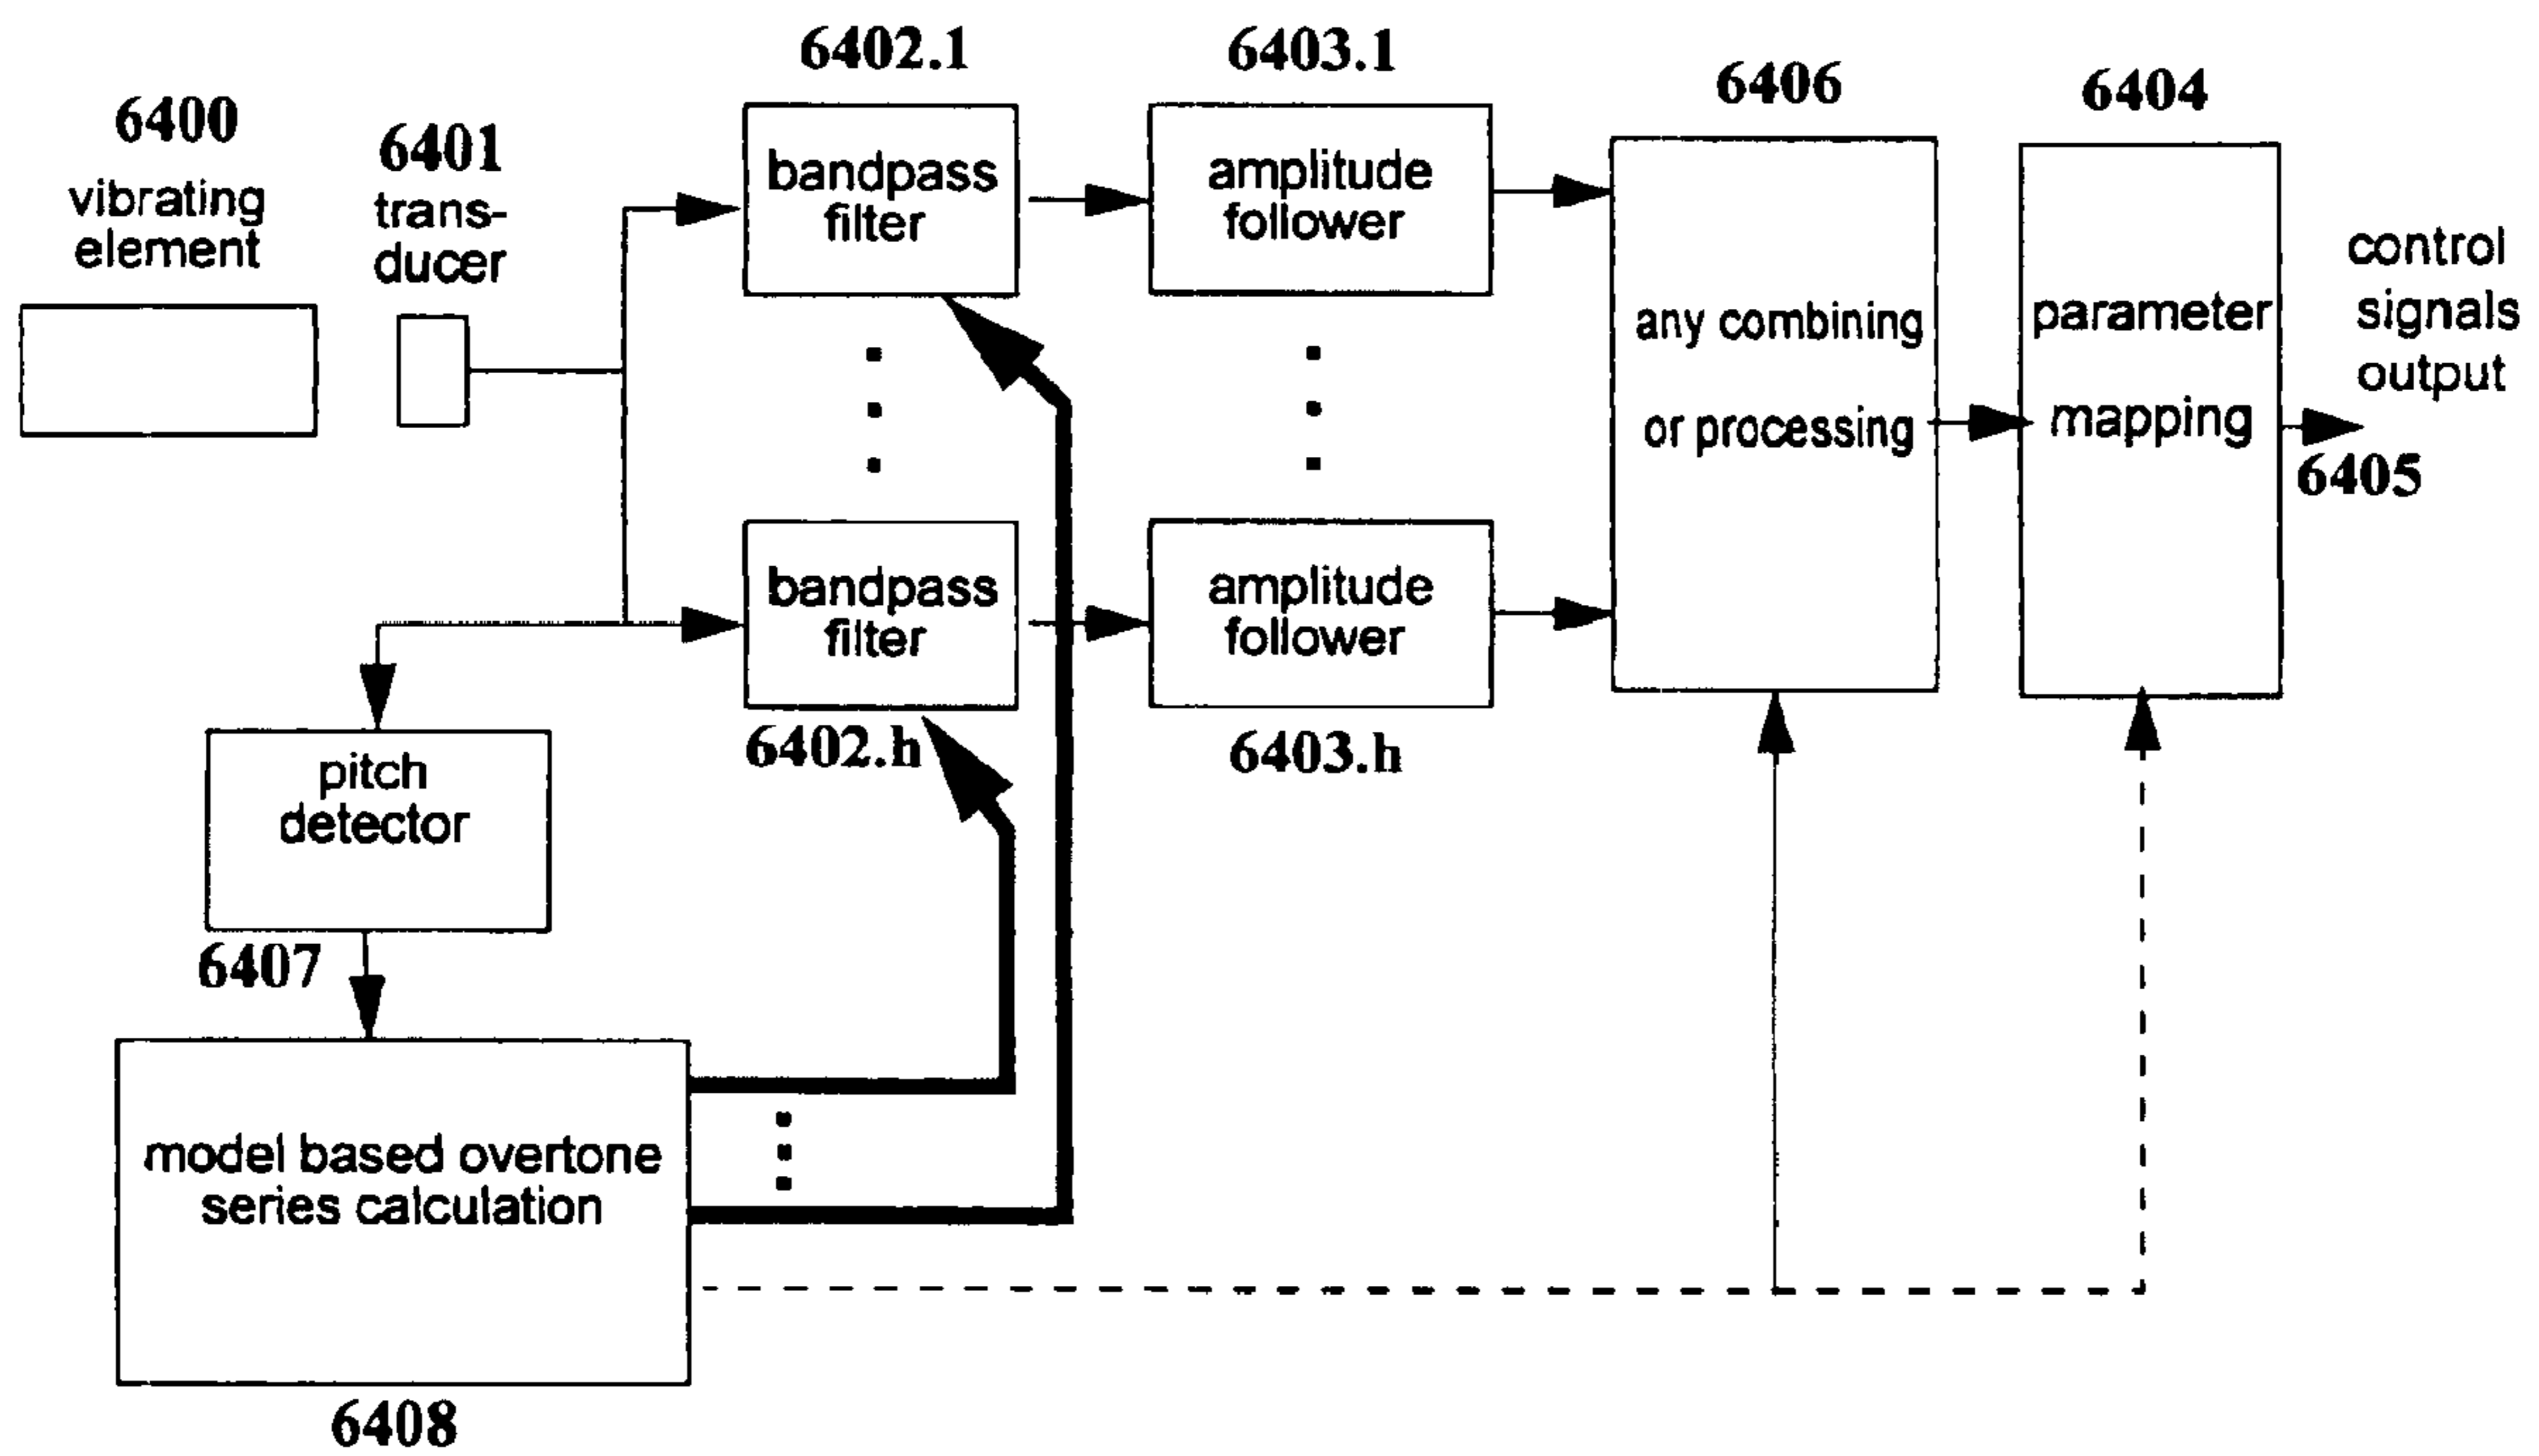 6400
vibrating
element
6401
trans-
ducer
6402.1
bandpass
filter
6403.1
amplitude
follower
6406
any combining
or processing
6404
parameter
mapping
control
signals
output
6405
bandpass
filter
6402.h
amplitude
follower
6403.h
pitch
detector
6407
model based overtone
series calculation
6408